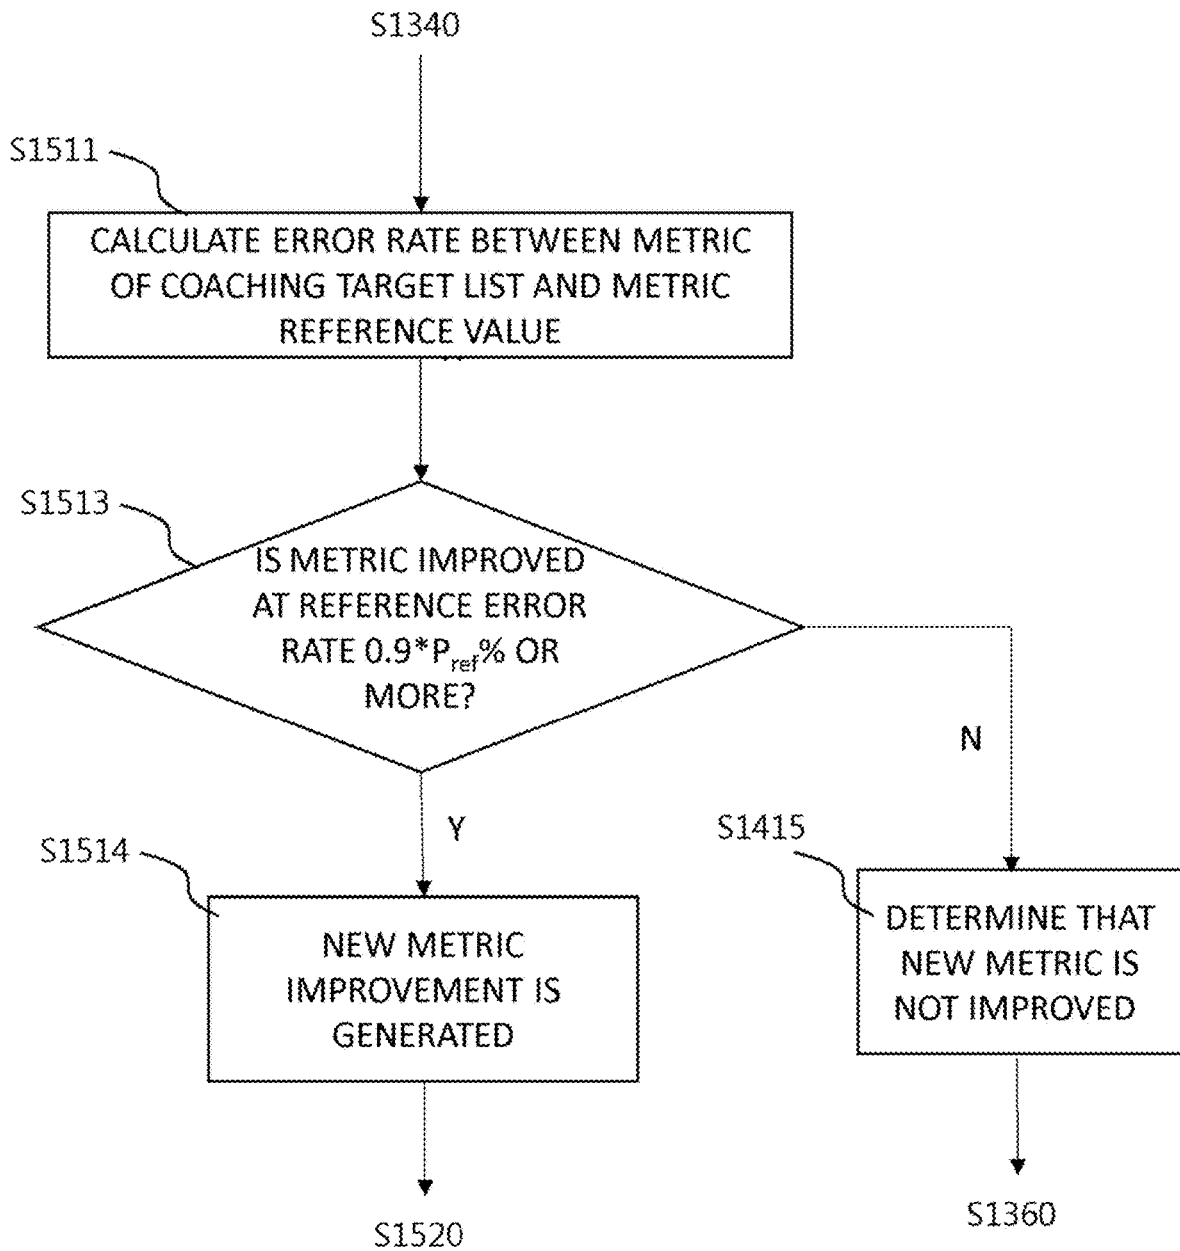 S1340
S1511
CALCULATE ERROR RATE BETWEEN METRIC
OF COACHING TARGET LIST AND METRIC
REFERENCE VALUE
S1513
IS METRIC IMPROVED
AT REFERENCE ERROR
RATE 0.9*Pref% OR
MORE?
N
Y
S1514
S1415
NEW METRIC
IMPROVEMENT IS
GENERATED
DETERMINE THAT
NEW METRIC IS
NOT IMPROVED
S1520
S1360